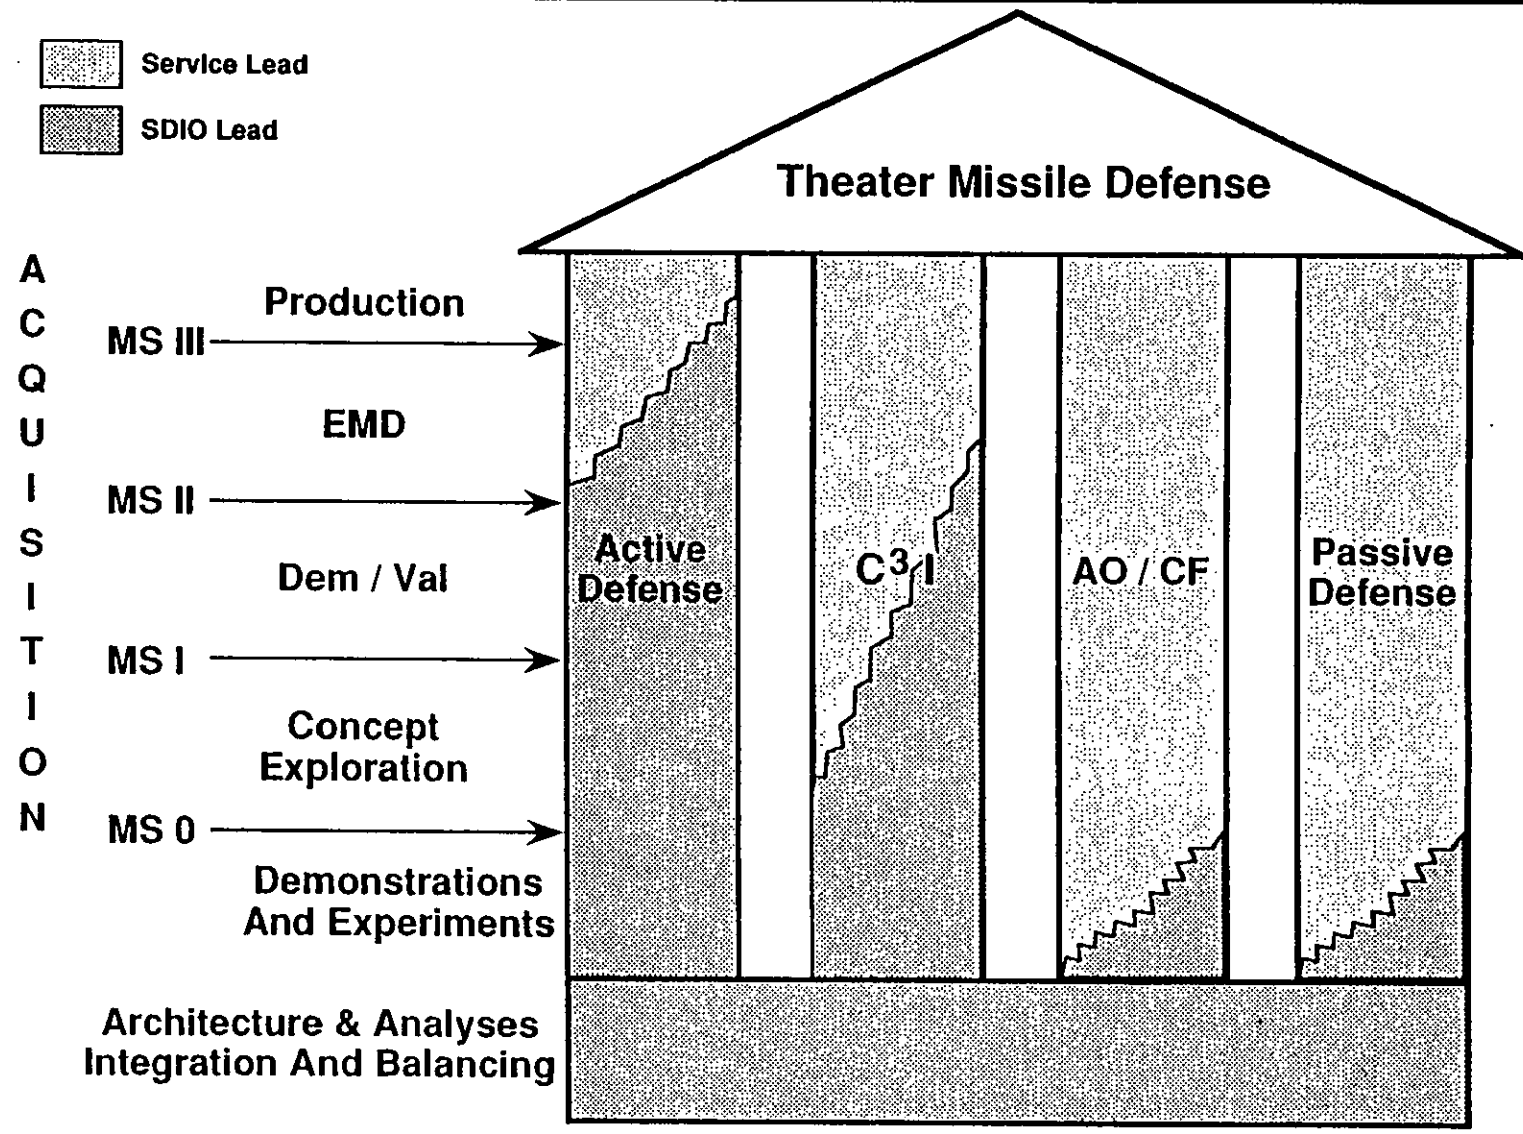 Service Lead
SDIO Lead
Theater Missile Defense
ACQUISITION
Production
MS III
EMD
MS II
Dem / Val
MS I
Concept
Exploration
MS 0
Demonstrations
And Experiments
Architecture & Analyses
Integration And Balancing
Active
Defense
C³I
AO / CF
Passive
Defense